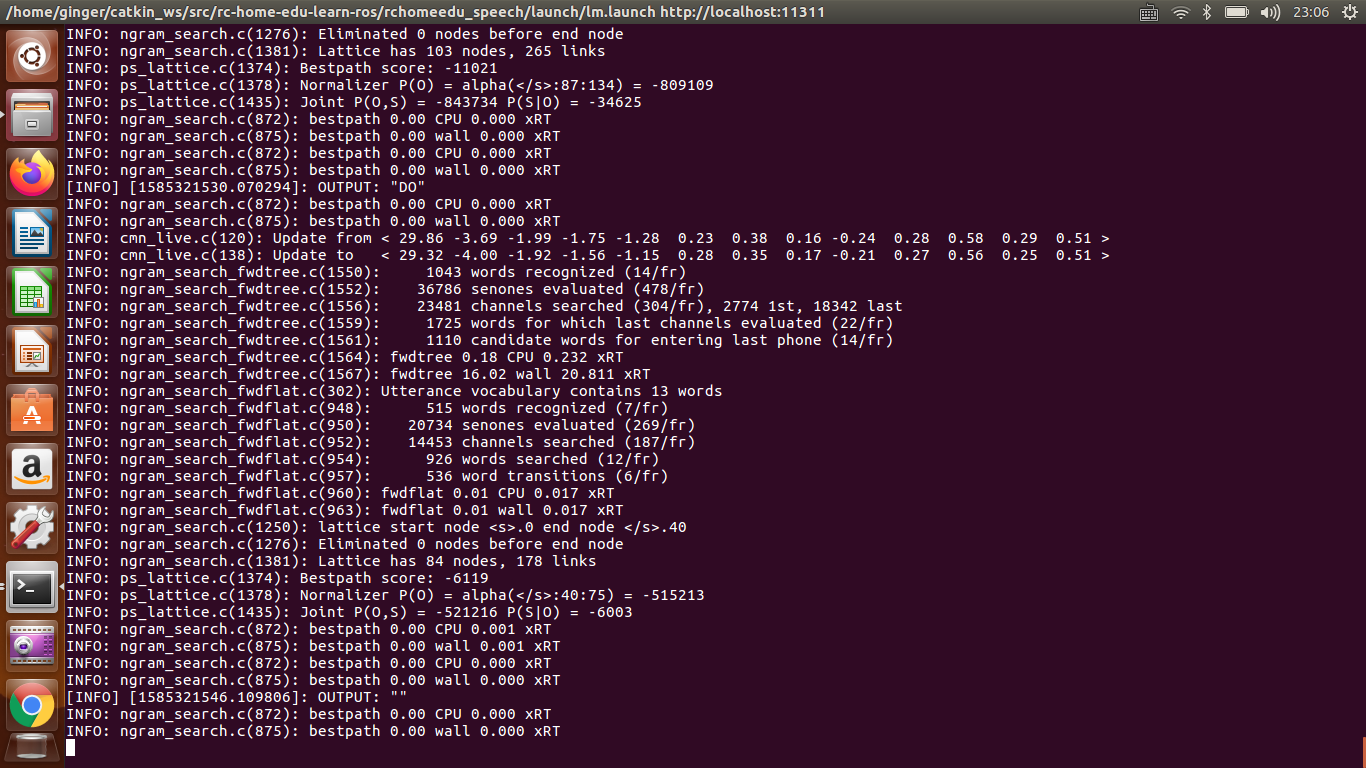 /home/ginger/catkin_ws/src/rc-home-edu-learn-ros/rchomeedu_speech/launch/lm.launch http://localhost:11311 23:06
INFO: ngram_search.c(1276): Eliminated 0 nodes before end node
INFO: ngram_search.c(1381): Lattice has 103 nodes, 265 links
INFO: ps_lattice.c(1374): Bestpath score: -11021
INFO: ps_lattice.c(1378): Normalizer P(O) = alpha(</s>:87:134) = -809109
INFO: ps_lattice.c(1435): Joint P(O,S) = -843734 P(S|O) = -34625
INFO: ngram_search.c(872): bestpath 0.00 CPU 0.000 xRT
INFO: ngram_search.c(875): bestpath 0.00 wall 0.000 xRT
INFO: ngram_search.c(872): bestpath 0.00 CPU 0.000 xRT
INFO: ngram_search.c(875): bestpath 0.00 wall 0.000 xRT
[INFO] [1585321530.070294]: OUTPUT: "DO"
INFO: ngram_search.c(872): bestpath 0.00 CPU 0.000 xRT
INFO: ngram_search.c(875): bestpath 0.00 wall 0.000 xRT
INFO: cmn_live.c(120): Update from < 29.86 -3.69 -1.99 -1.75 -1.28  0.23  0.38  0.16 -0.24  0.28  0.58  0.29  0.51 >
INFO: cmn_live.c(138): Update to   < 29.32 -4.00 -1.92 -1.56 -1.15  0.28  0.35  0.17 -0.21  0.27  0.56  0.25  0.51 >
INFO: ngram_search_fwdtree.c(1550):     1043 words recognized (14/fr)
INFO: ngram_search_fwdtree.c(1552):    36786 senones evaluated (478/fr)
INFO: ngram_search_fwdtree.c(1556):    23481 channels searched (304/fr), 2774 1st, 18342 last
INFO: ngram_search_fwdtree.c(1559):     1725 words for which last channels evaluated (22/fr)
INFO: ngram_search_fwdtree.c(1561):     1110 candidate words for entering last phone (14/fr)
INFO: ngram_search_fwdtree.c(1564): fwdtree 0.18 CPU 0.232 xRT
INFO: ngram_search_fwdtree.c(1567): fwdtree 16.02 wall 20.811 xRT
INFO: ngram_search_fwdflat.c(302): Utterance vocabulary contains 13 words
INFO: ngram_search_fwdflat.c(948):      515 words recognized (7/fr)
INFO: ngram_search_fwdflat.c(950):    20734 senones evaluated (269/fr)
INFO: ngram_search_fwdflat.c(952):    14453 channels searched (187/fr)
INFO: ngram_search_fwdflat.c(954):      926 words searched (12/fr)
INFO: ngram_search_fwdflat.c(957):      536 word transitions (6/fr)
INFO: ngram_search_fwdflat.c(960): fwdflat 0.01 CPU 0.017 xRT
INFO: ngram_search_fwdflat.c(963): fwdflat 0.01 wall 0.017 xRT
INFO: ngram_search.c(1250): lattice start node <s>.0 end node </s>.40
INFO: ngram_search.c(1276): Eliminated 0 nodes before end node
INFO: ngram_search.c(1381): Lattice has 84 nodes, 178 links
INFO: ps_lattice.c(1374): Bestpath score: -6119
INFO: ps_lattice.c(1378): Normalizer P(O) = alpha(</s>:40:75) = -515213
INFO: ps_lattice.c(1435): Joint P(O,S) = -521216 P(S|O) = -6003
INFO: ngram_search.c(872): bestpath 0.00 CPU 0.001 xRT
INFO: ngram_search.c(875): bestpath 0.00 wall 0.001 xRT
INFO: ngram_search.c(872): bestpath 0.00 CPU 0.000 xRT
INFO: ngram_search.c(875): bestpath 0.00 wall 0.000 xRT
[INFO] [1585321546.109806]: OUTPUT: ""
INFO: ngram_search.c(872): bestpath 0.00 CPU 0.000 xRT
INFO: ngram_search.c(875): bestpath 0.00 wall 0.000 xRT